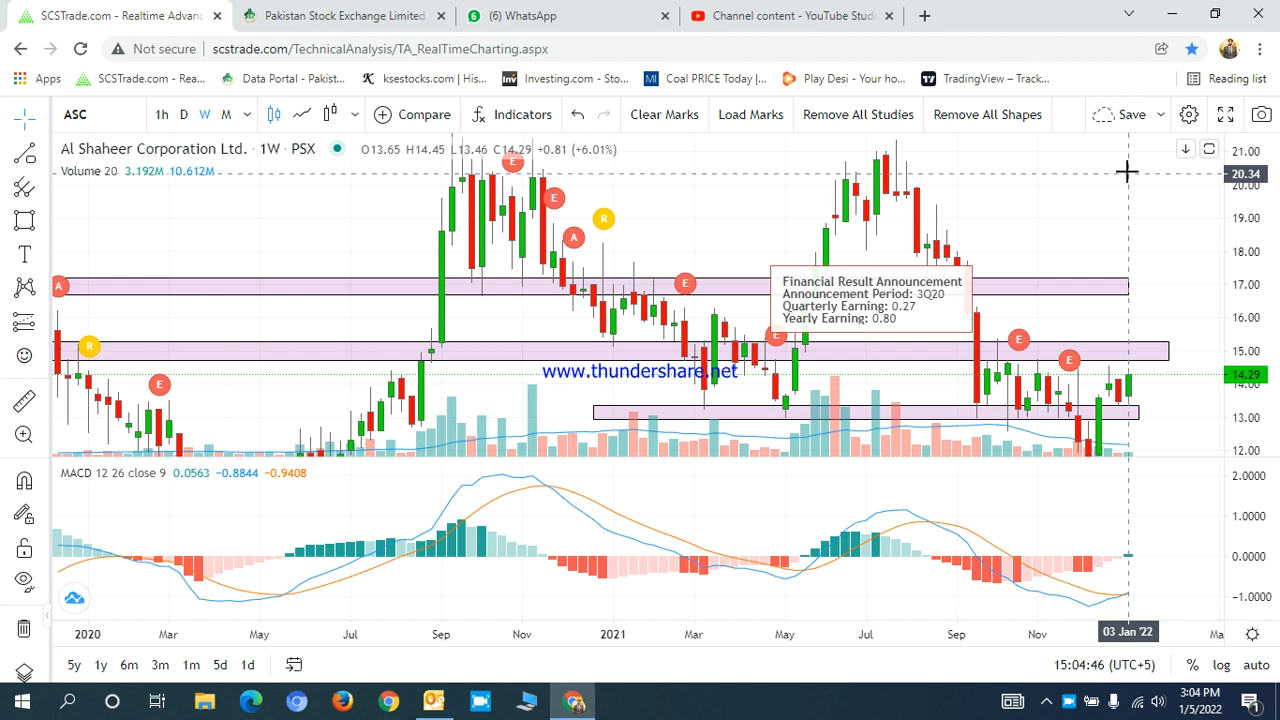 SCSTrade.com - Realtime Advanc
Pakistan Stock Exchange Limited
(6) WhatsApp
Channel content - YouTube Studi
Not secure
scstrade.com/TechnicalAnalysis/TA_RealTimeCharting.aspx
Apps
SCSTrade.com - Rea...
Data Portal - Pakist...
ksestocks.com | His...
Investing.com - Sto...
Coal PRICE Today |...
Play Desi - Your ho...
TradingView – Track...
Reading list
ASC
1h D W M
Compare
Indicators
Clear Marks
Load Marks
Remove All Studies
Remove All Shapes
Save
Al Shaheer Corporation Ltd. · 1W · PSX
O13.65 H14.45 L13.46 C14.29 +0.81 (+6.01%)
Volume 20 3.192M 10.612M
21.00
20.34
20.00
19.00
18.00
17.00
16.00
15.00
14.29
14.00
13.00
12.00
E
E
A
R
A
R
E
E
E
E
E
Financial Result Announcement
Announcement Period: 3Q20
Quarterly Earning: 0.27
Yearly Earning: 0.80
www.thundershare.net
MACD 12 26 close 9 0.0563 −0.8844 −0.9408
2.0000
1.0000
0.0000
−1.0000
2020 Mar May Jul Sep Nov 2021 Mar May Jul Sep Nov 03 Jan '22 Ma
5y 1y 6m 3m 1m 5d 1d
15:04:46 (UTC+5) % log auto
3:04 PM
1/5/2022
1